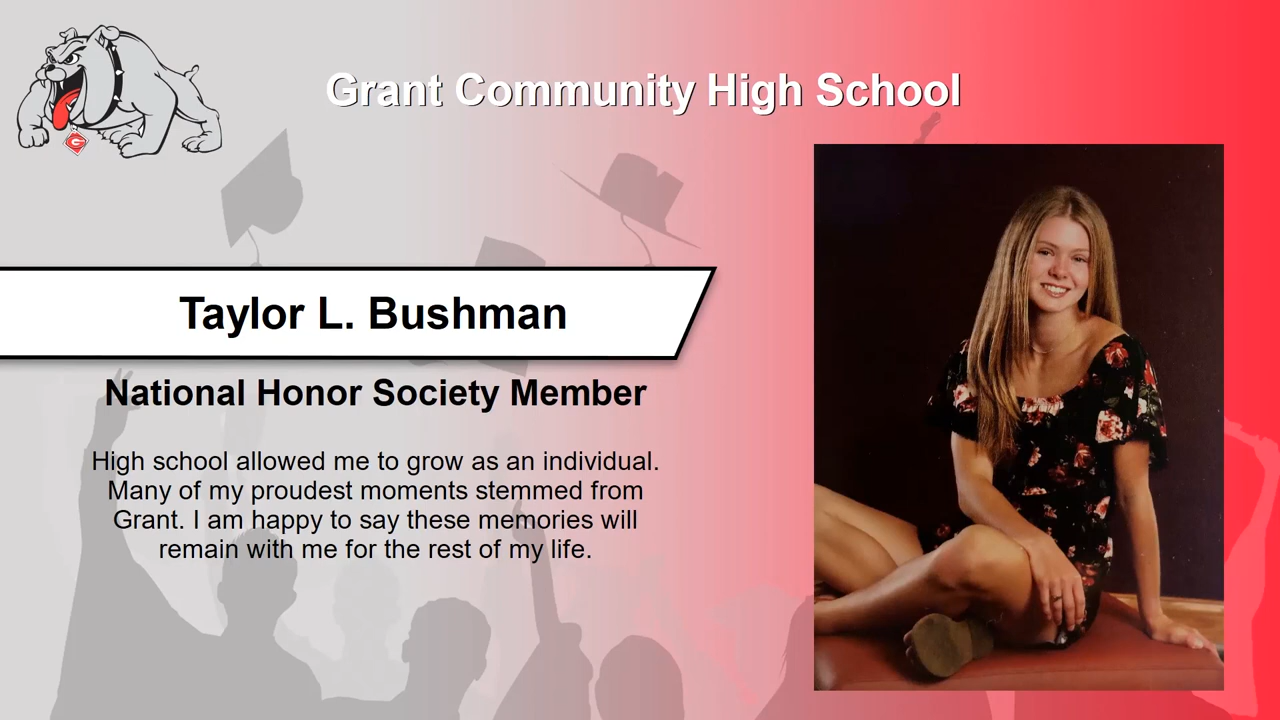 Grant Community High School
Taylor L. Bushman
National Honor Society Member
High school allowed me to grow as an individual.
Many of my proudest moments stemmed from
Grant. I am happy to say these memories will
remain with me for the rest of my life.
G